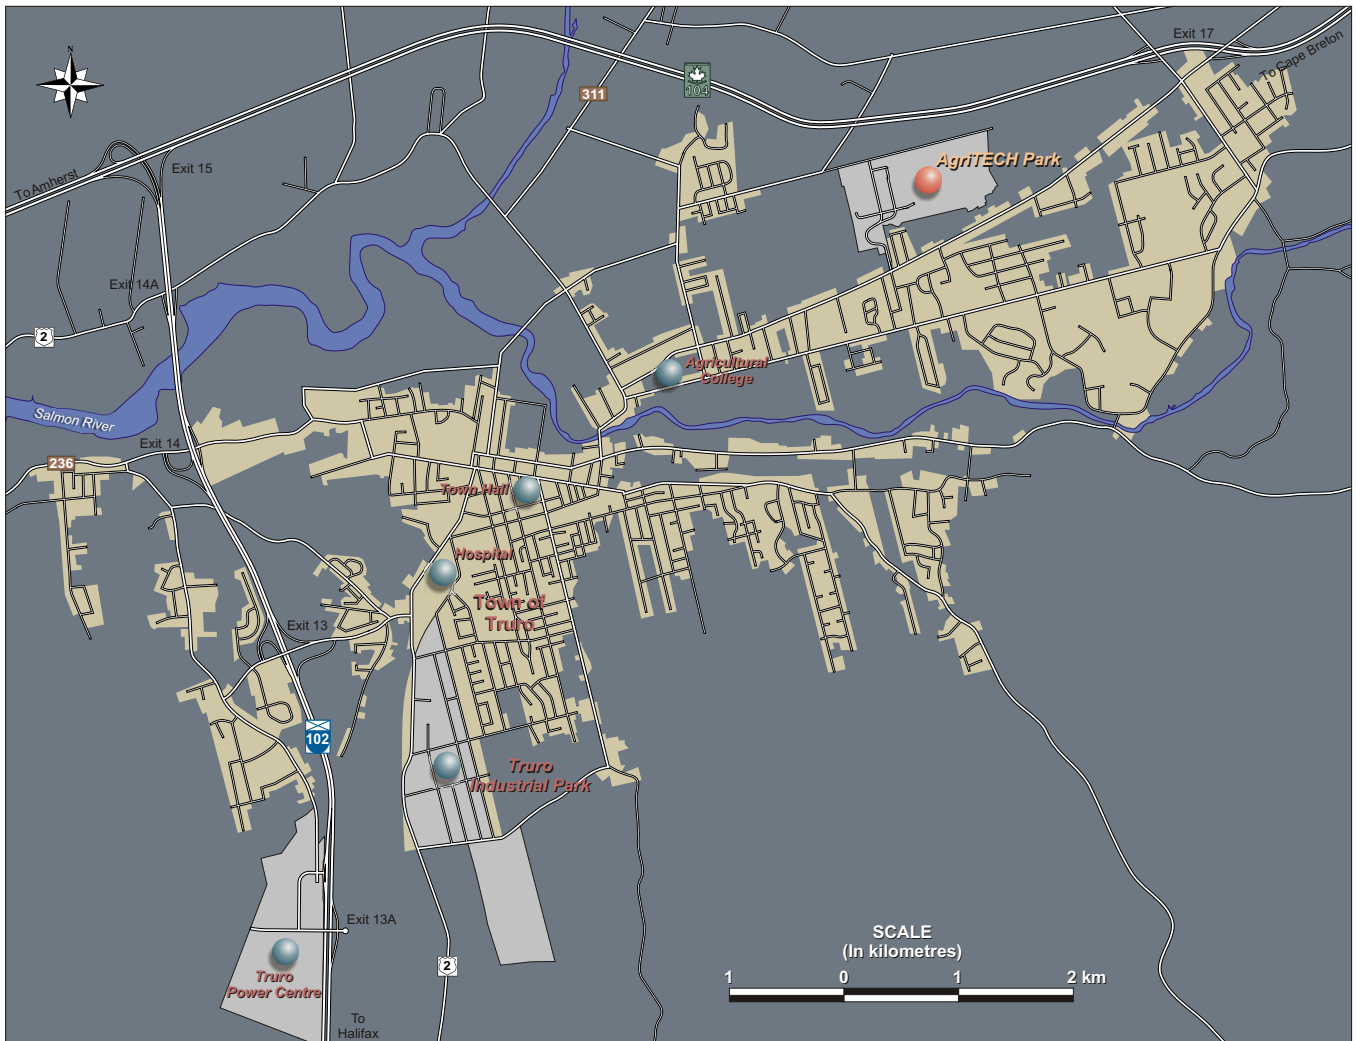 N
Exit 17
To Cape Breton
104
311
AgriTECH Park
Exit 15
To Amherst
Exit 14A
2
Agricultural
College
Salmon River
Exit 14
236
Town Hall
Hospital
Town of
Truro
Exit 13
102
Truro
Industrial Park
Exit 13A
SCALE
(In kilometres)
1 0 1 2 km
2
Truro
Power Centre
To
Halifax